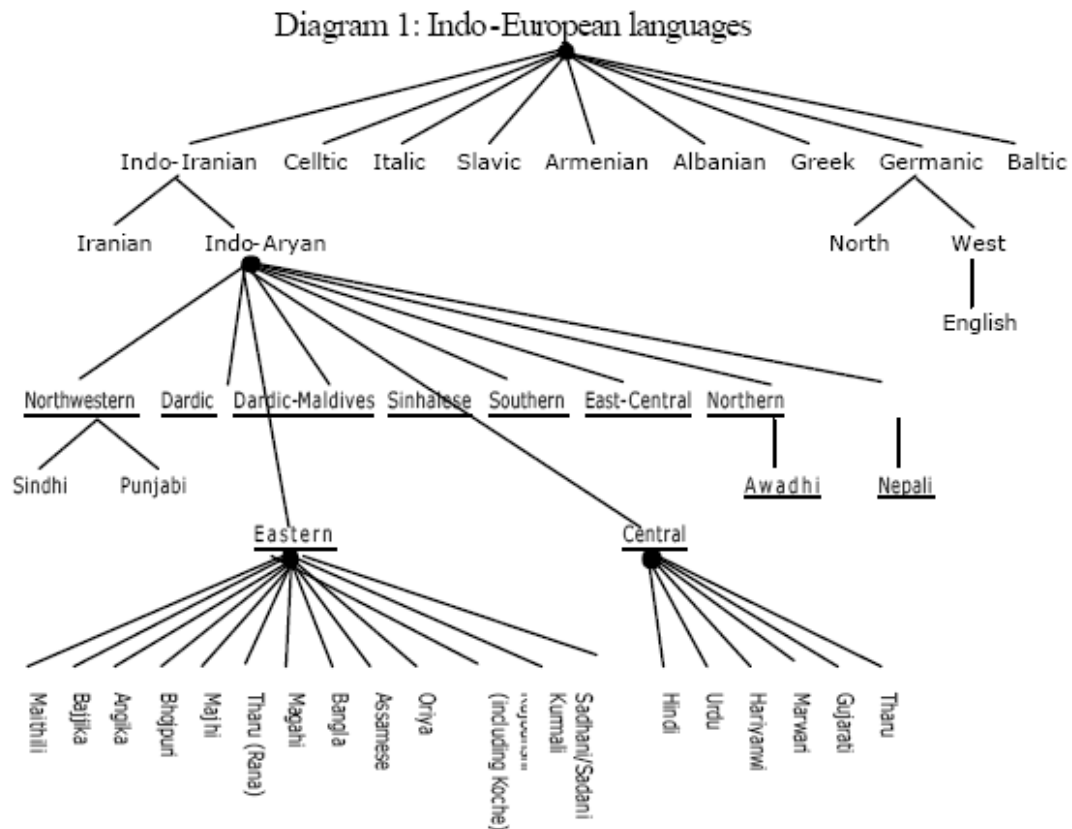 Diagram 1: Indo-European languages
Indo-Iranian Celltic Italic Slavic Armenian Albanian Greek Germanic Baltic
Iranian Indo-Aryan North West
English
Northwestern Dardic Dardic-Maldives Sinhalese Southern East-Central Northern
Sindhi Punjabi Awadhi Nepali
Eastern Central
Maithili
Bajjika
Angika
Bhojpuri
Majhi
Tharu (Rana)
Magahi
Bangla
Assamese
Oriya
(including Koche)
Kurmali
Sadhani/Sadani
Hindi
Urdu
Hariyanwi
Marwari
Gujarati
Tharu